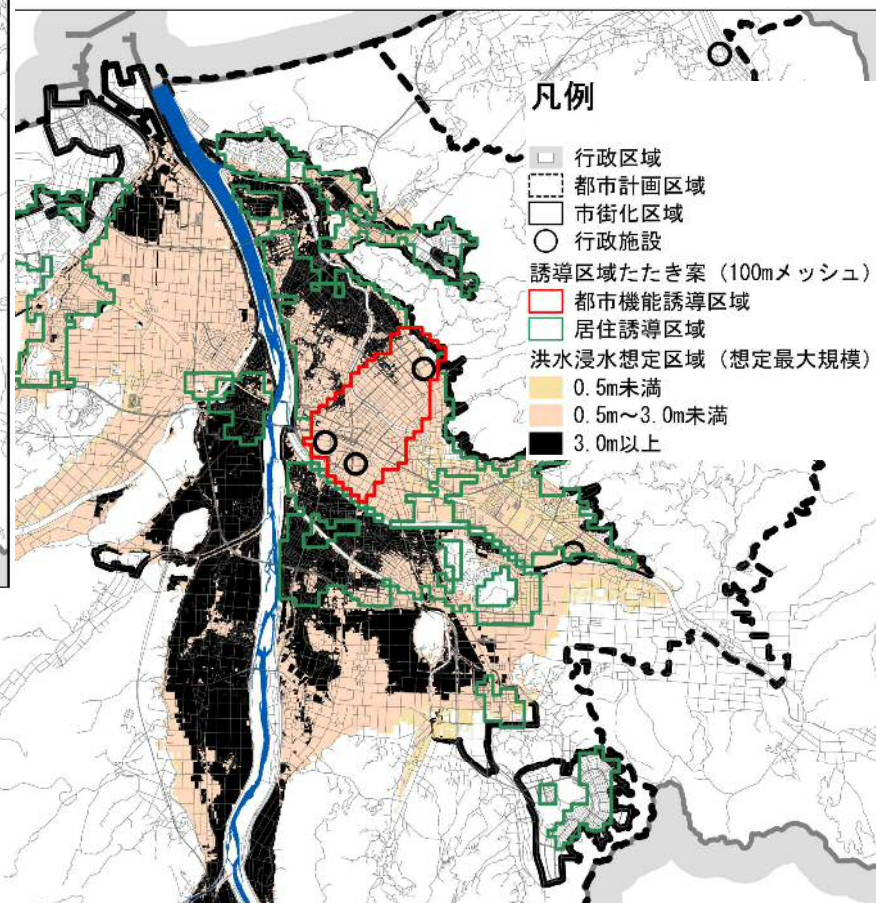 凡例
行政区域
都市計画区域
市街化区域
行政施設
誘導区域たたき案（100mメッシュ）
都市機能誘導区域
居住誘導区域
洪水浸水想定区域（想定最大規模）
0.5m未満
0.5m～3.0m未満
3.0m以上